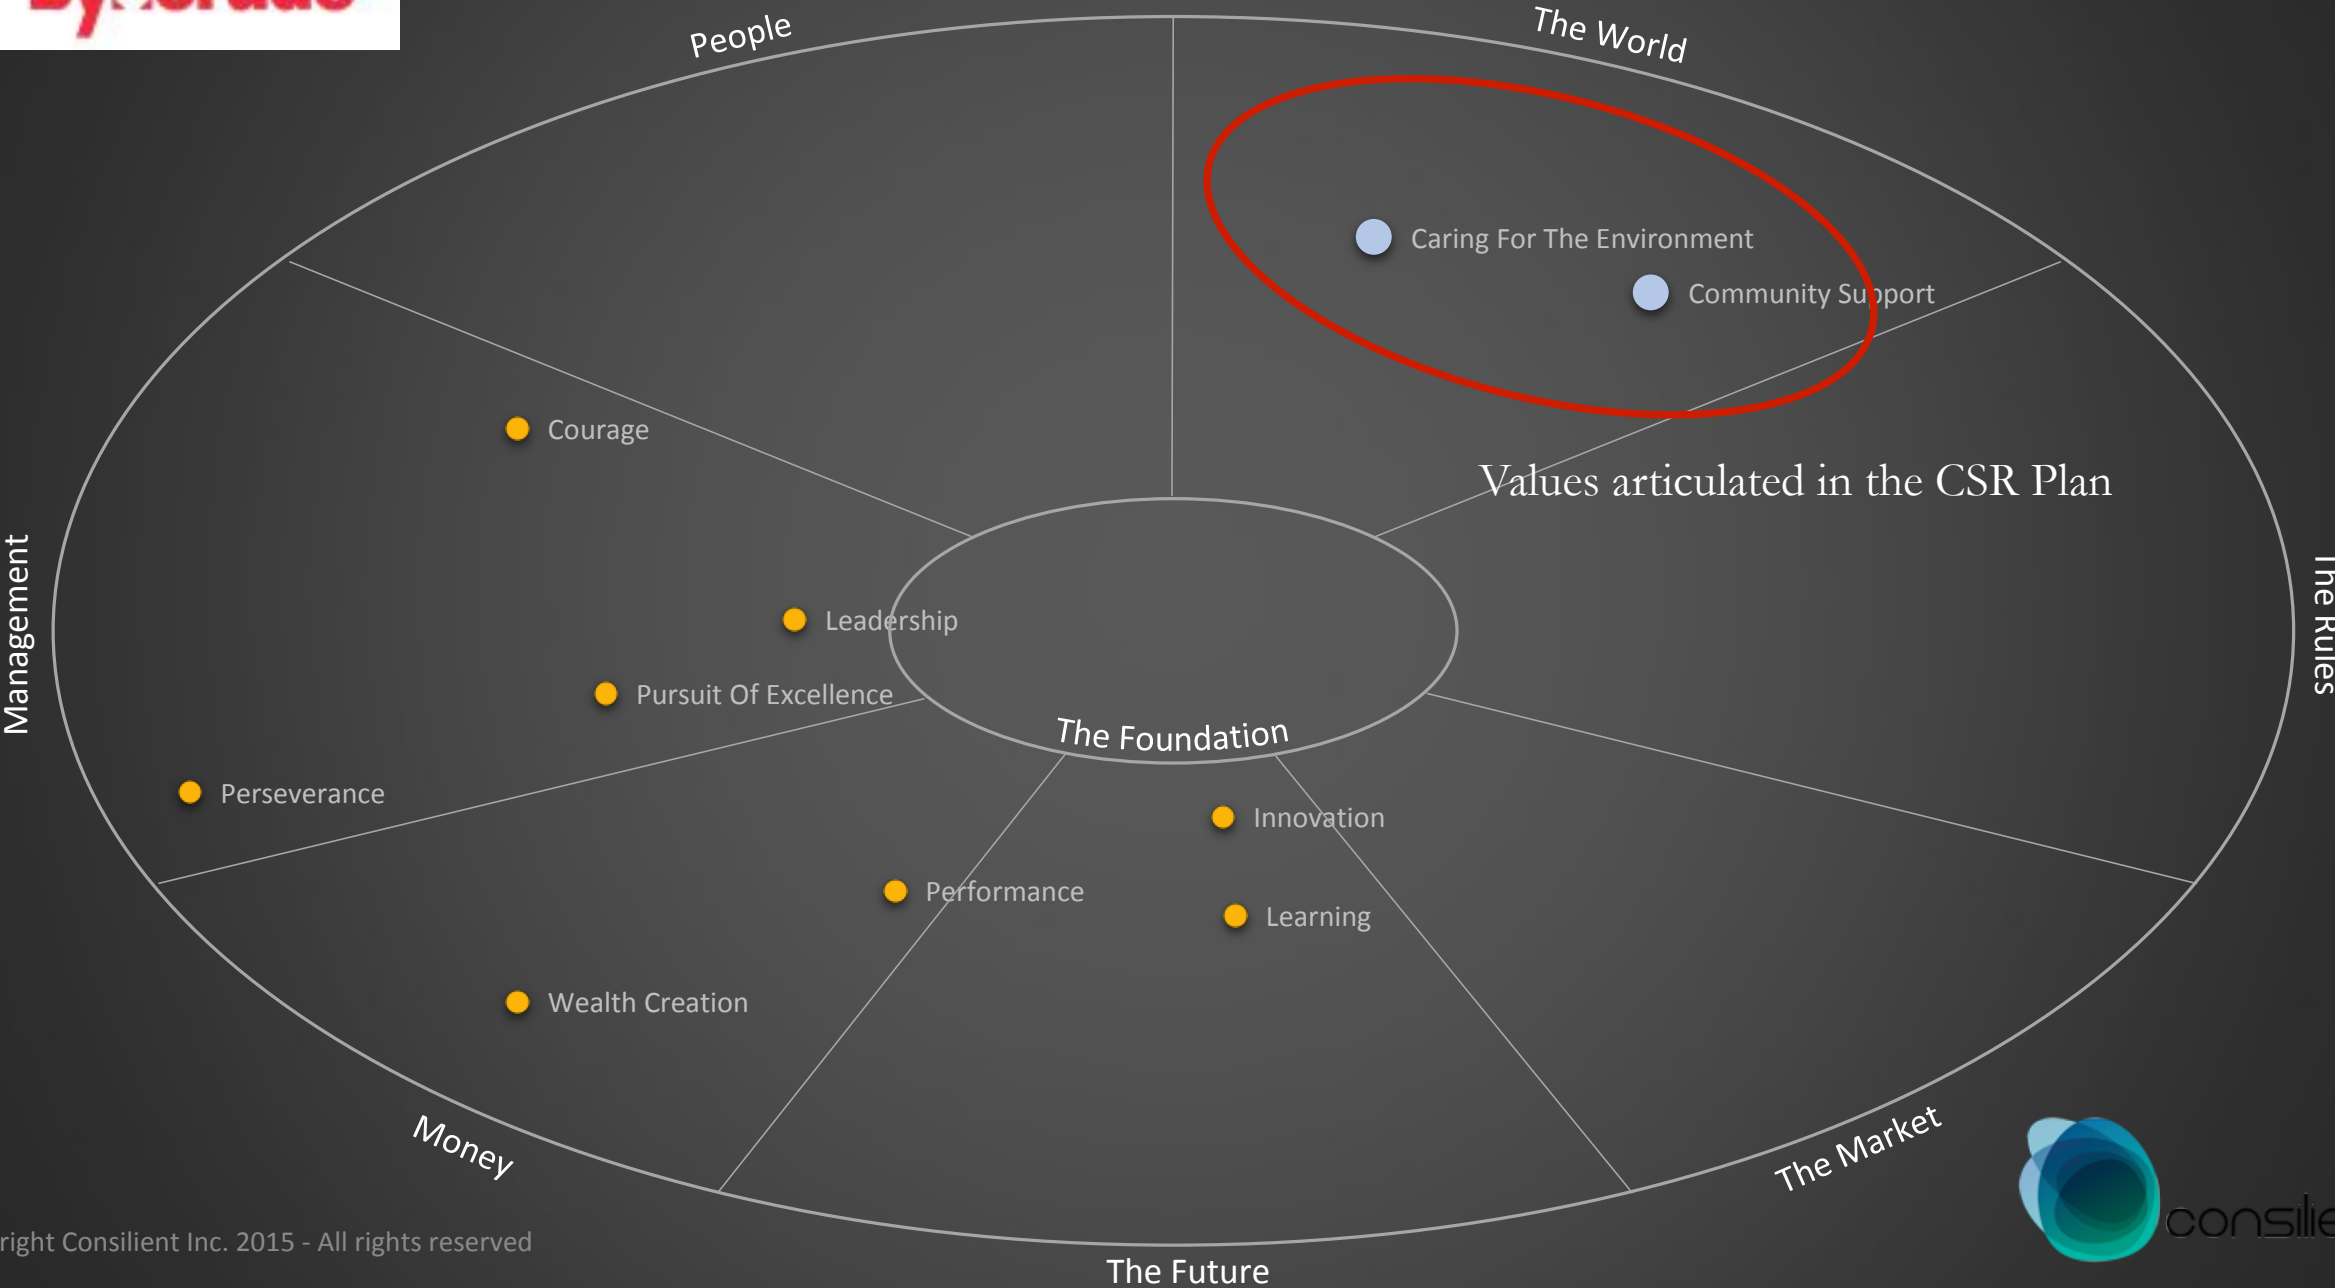 People
The World
Caring For The Environment
Community Support
Courage
Values articulated in the CSR Plan
Management
The Rules
Leadership
Pursuit Of Excellence
The Foundation
Perseverance
Innovation
Performance
Learning
Wealth Creation
Money
The Market
right Consilient Inc. 2015 - All rights reserved
The Future